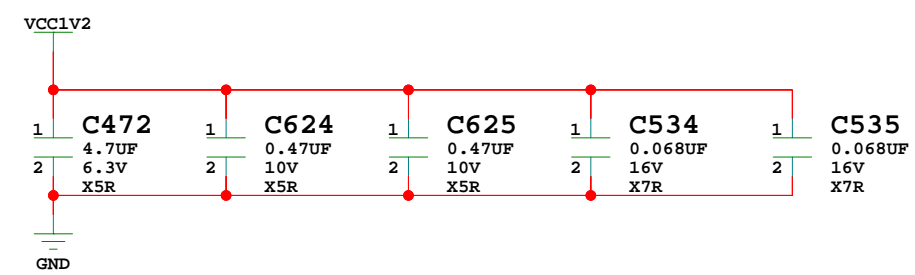 VCC1V2
1 C472
4.7UF
2 6.3V
X5R
1 C624
0.47UF
2 10V
X5R
1 C625
0.47UF
2 10V
X5R
1 C534
0.068UF
2 16V
X7R
1 C535
0.068UF
2 16V
X7R
GND